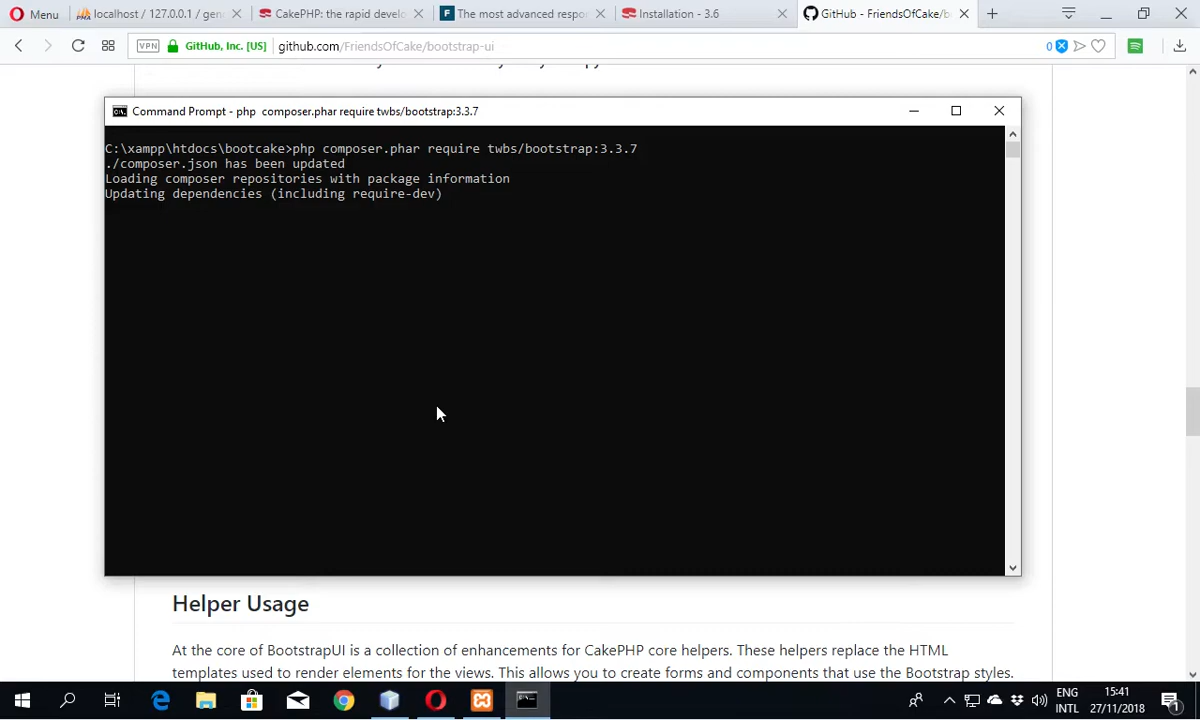 Menu
localhost / 127.0.0.1 / gen
CakePHP: the rapid develo
F The most advanced respo
Installation - 3.6
GitHub - FriendsOfCake/b
VPN GitHub, Inc. [US] github.com/FriendsOfCake/bootstrap-ui
0
Command Prompt - php composer.phar require twbs/bootstrap:3.3.7
C:\xampp\htdocs\bootcake>php composer.phar require twbs/bootstrap:3.3.7
./composer.json has been updated
Loading composer repositories with package information
Updating dependencies (including require-dev)
Helper Usage
At the core of BootstrapUI is a collection of enhancements for CakePHP core helpers. These helpers replace the HTML
templates used to render elements for the views. This allows you to create forms and components that use the Bootstrap styles.
ENG
INTL
15:41
27/11/2018
1